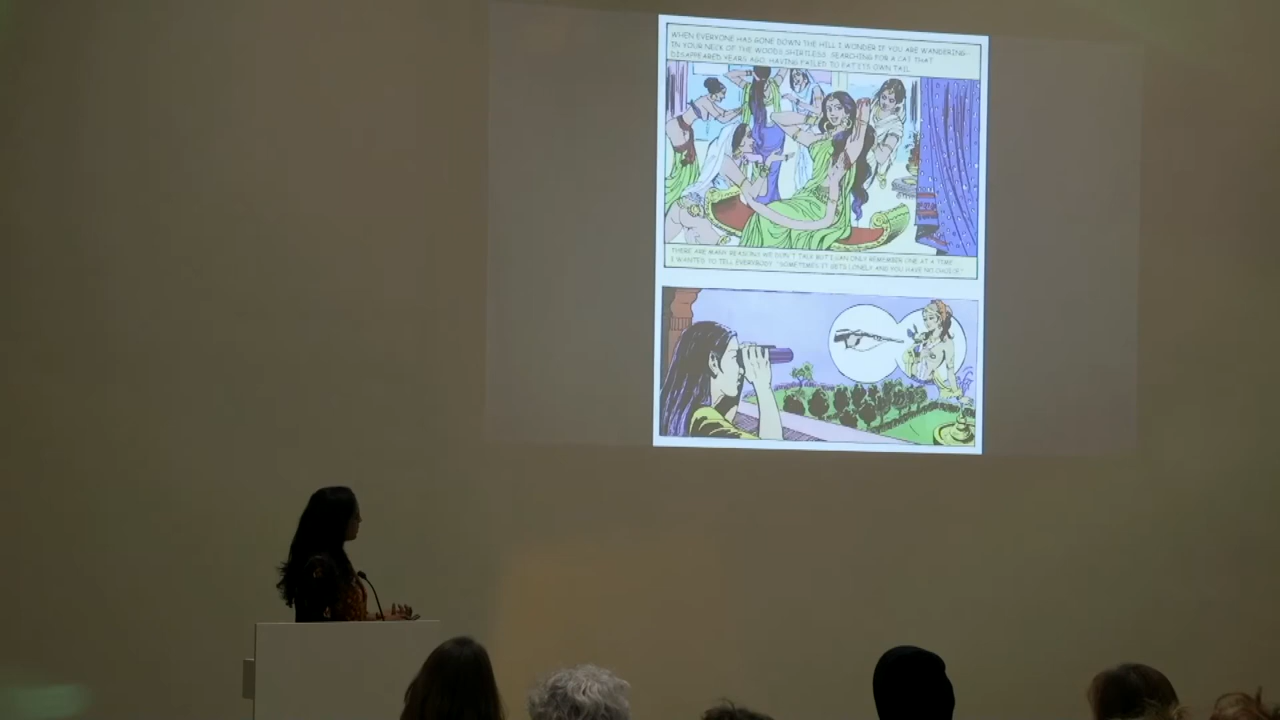 WHEN EVERYONE HAS GONE DOWN THE HILL I WONDER IF YOU ARE WANDERING
IN YOUR NECK OF THE WOODS SHIRTLESS, SEARCHING FOR A CAT THAT
DISAPPEARED YEARS AGO, HAVING FAILED TO EAT ITS OWN TAIL.
THERE ARE MANY REASONS WE DON'T TALK BUT I CAN ONLY REMEMBER ONE AT A TIME.
I WANTED TO TELL EVERYBODY, "SOMETIMES IT GETS LONELY AND YOU HAVE NO CHOICE."